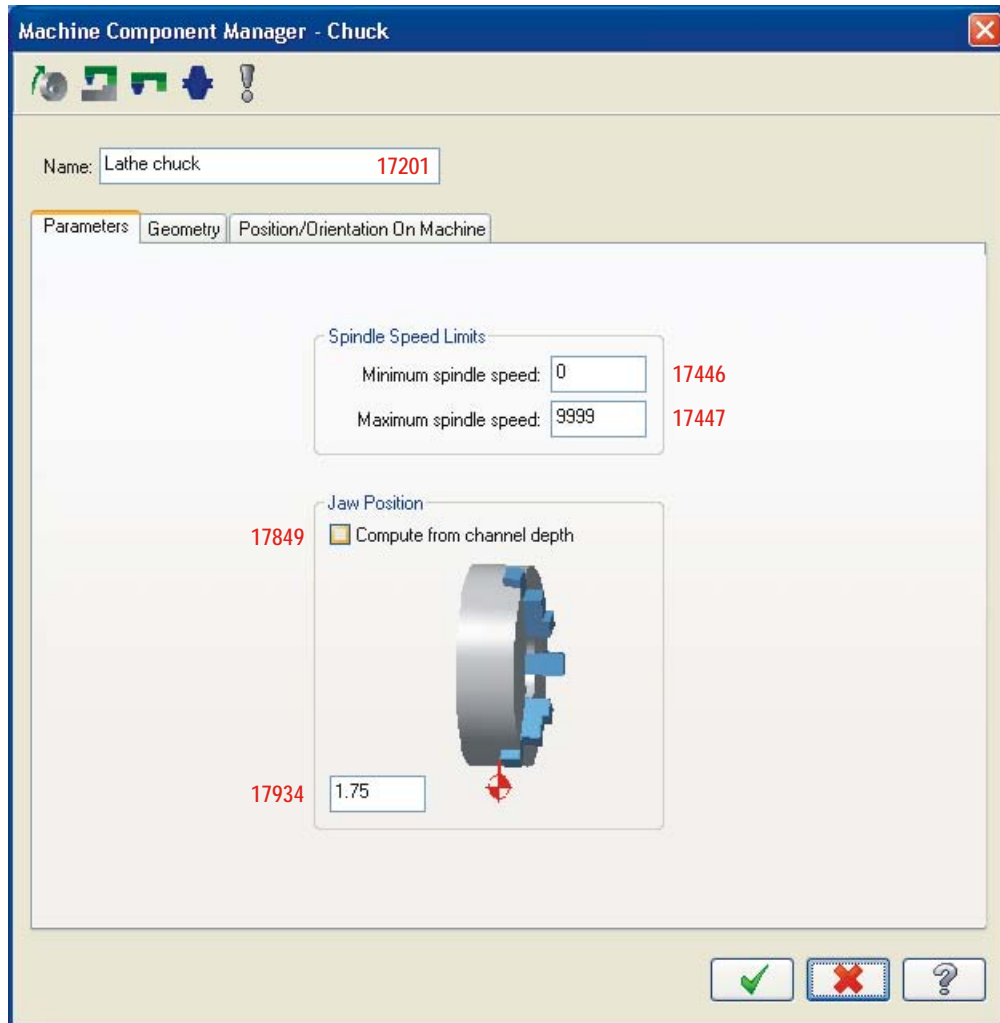 Machine Component Manager - Chuck
Name: Lathe chuck 17201
Parameters Geometry Position/Orientation On Machine
Spindle Speed Limits
Minimum spindle speed: 0 17446
Maximum spindle speed: 9999 17447
Jaw Position
17849 Compute from channel depth
17934 1.75